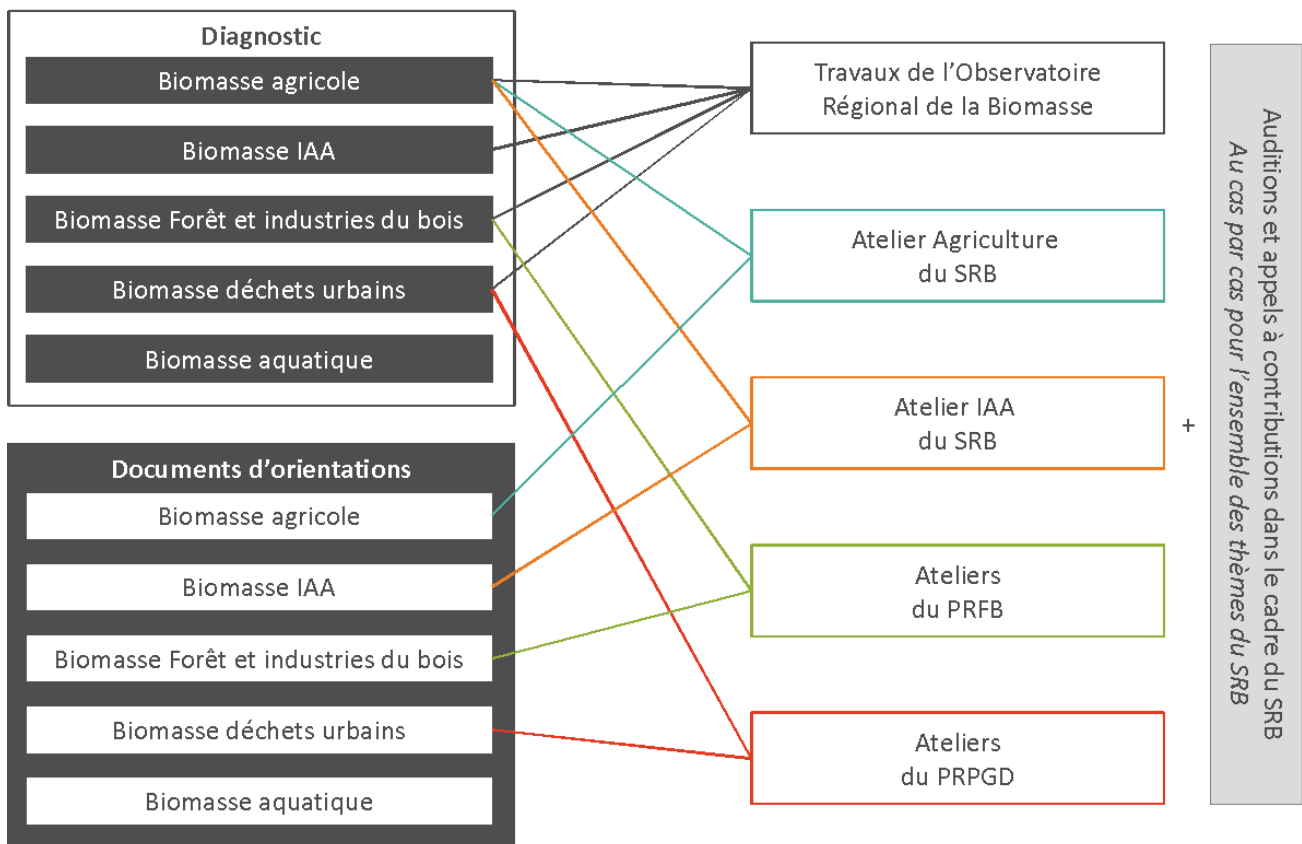 Diagnostic
Biomasse agricole
Biomasse IAA
Biomasse Forêt et industries du bois
Biomasse déchets urbains
Biomasse aquatique
Documents d’orientations
Biomasse agricole
Biomasse IAA
Biomasse Forêt et industries du bois
Biomasse déchets urbains
Biomasse aquatique
Travaux de l’Observatoire
Régional de la Biomasse
Atelier Agriculture
du SRB
Atelier IAA
du SRB
Ateliers
du PRFB
Ateliers
du PRPGD
+
Auditions et appels à contributions dans le cadre du SRB
Au cas par cas pour l’ensemble des thèmes du SRB